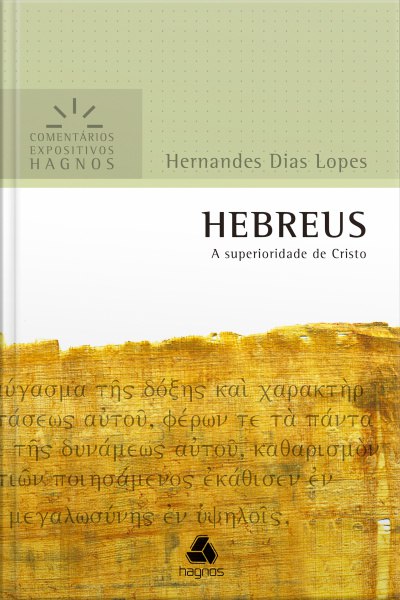 COMENTÁRIOS
EXPOSITIVOS
HAGNOS
Hernandes Dias Lopes
HEBREUS
A superioridade de Cristo
αύγασμα τῆς δόξης καὶ χαρακτὴρ
τάσεως αὐτοῦ, φέρων τε τὰ πάντα
τῆς δυνάμεως αὐτοῦ, καθαρισμὸν
τιῶν ποιησάμενος ἐκάθισεν ἐν
μεγαλωσύνης ἐν ὑψηλοῖς.
hagnos